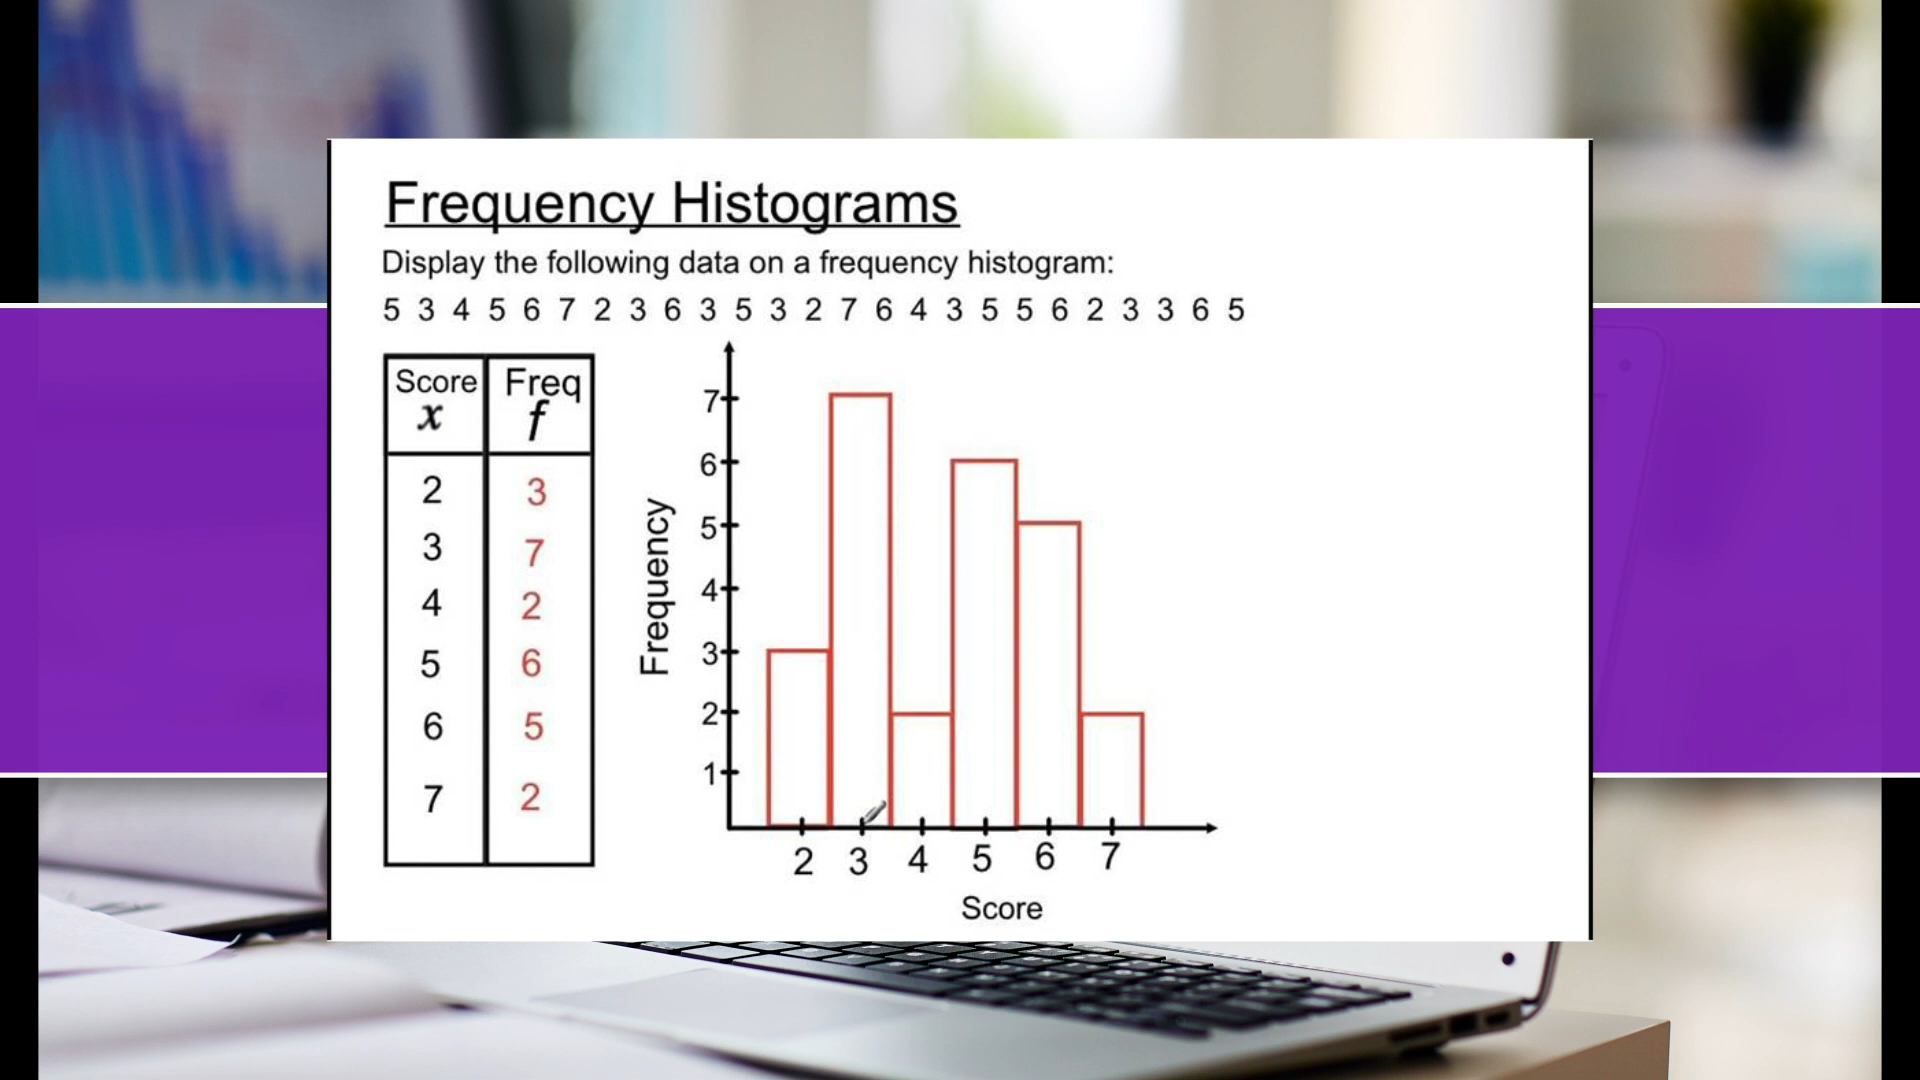 Frequency Histograms
Display the following data on a frequency histogram:
5 3 4 5 6 7 2 3 6 3 5 3 2 7 6 4 3 5 5 6 2 3 3 6 5
Score Freq
x f
2 3
3 7
4 2
5 6
6 5
7 2
Frequency
7
6
5
4
3
2
1
2 3 4 5 6 7
Score